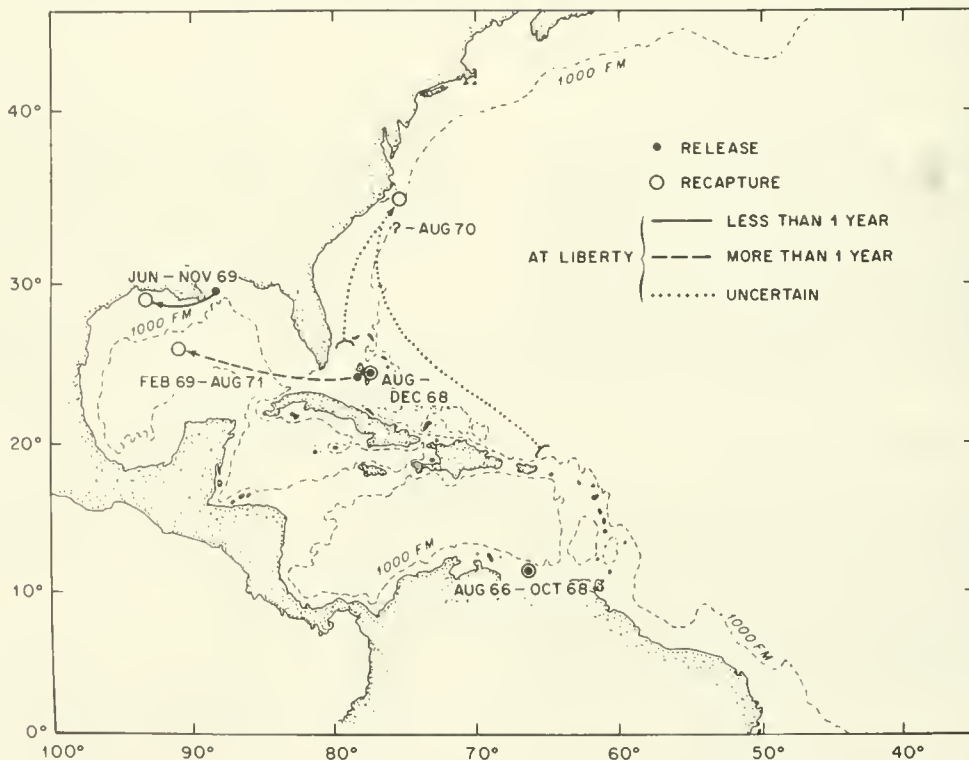 1000 FM
40°
RELEASE
RECAPTURE
LESS THAN 1 YEAR
AT LIBERTY
MORE THAN 1 YEAR
UNCERTAIN
?-AUG 70
JUN-NOV 69
30°
1000 FM
FEB 69-AUG 71
AUG-
DEC 68
20°
1000 FM
AUG 66-OCT 68
10°
1000 FM
0°
100° 90° 80° 70° 60° 50° 40°